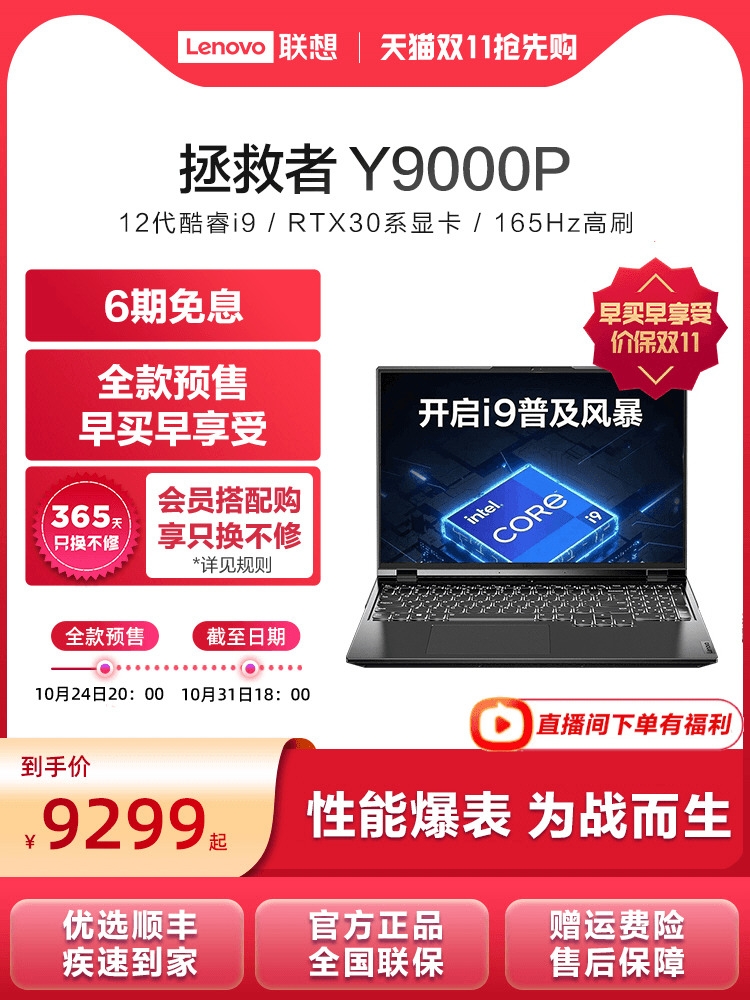 Lenovo 联想 天猫双11抢先购
拯救者 Y9000P
12代酷睿i9 / RTX30系显卡 / 165Hz高刷
6期免息
全款预售
早买早享受
365天
只换不修
会员搭配购
享只换不修
*详见规则
早买早享受
价保双11
开启i9普及风暴
intel.
CORE
i9
Lenovo
全款预售 截至日期
10月24日20：00 10月31日18：00
直播间下单有福利
到手价
¥9299起
性能爆表 为战而生
优选顺丰
疾速到家
官方正品
全国联保
赠运费险
售后保障